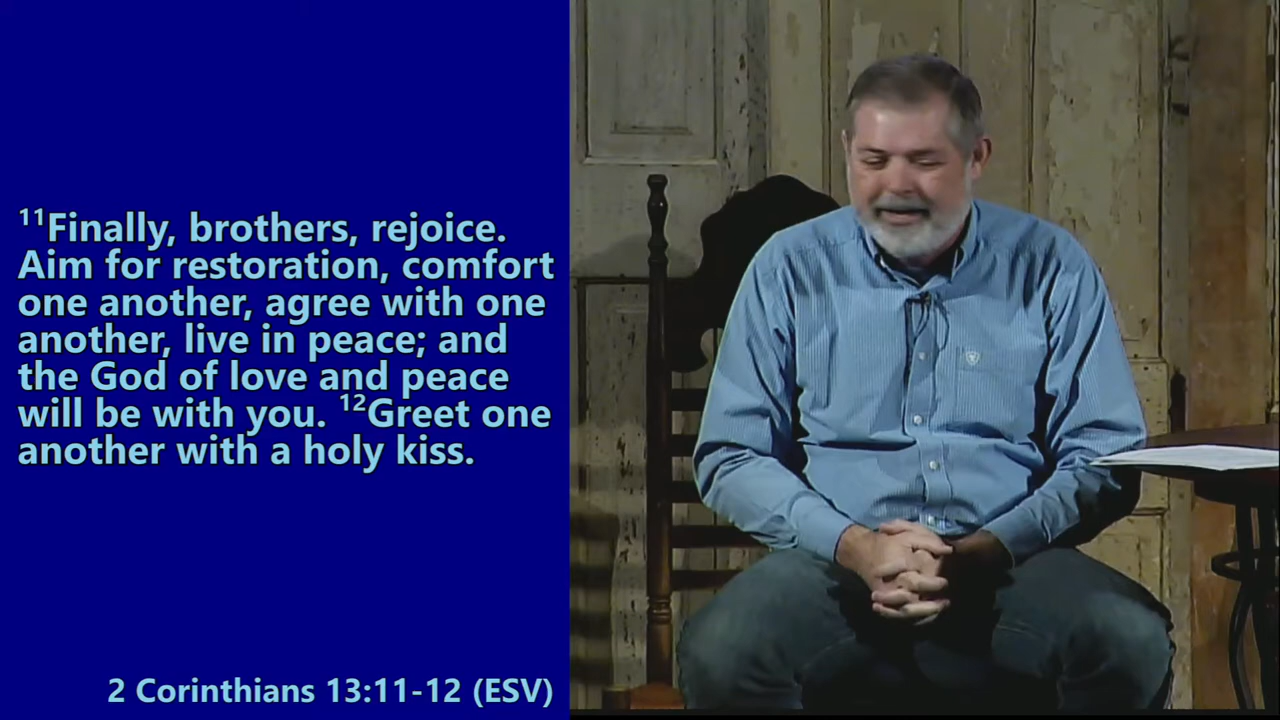 ¹¹Finally, brothers, rejoice.
Aim for restoration, comfort
one another, agree with one
another, live in peace; and
the God of love and peace
will be with you. ¹²Greet one
another with a holy kiss.
2 Corinthians 13:11-12 (ESV)